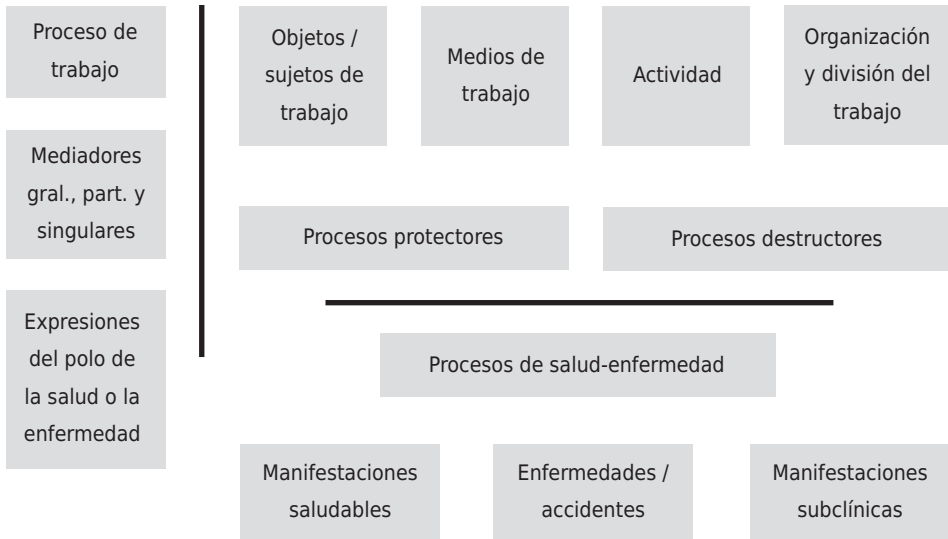 Proceso de
trabajo
Mediadores
gral., part. y
singulares
Expresiones
del polo de
la salud o la
enfermedad
Objetos /
sujetos de
trabajo
Medios de
trabajo
Actividad
Organización
y división del
trabajo
Procesos protectores
Procesos destructores
Procesos de salud-enfermedad
Manifestaciones
saludables
Enfermedades /
accidentes
Manifestaciones
subclínicas